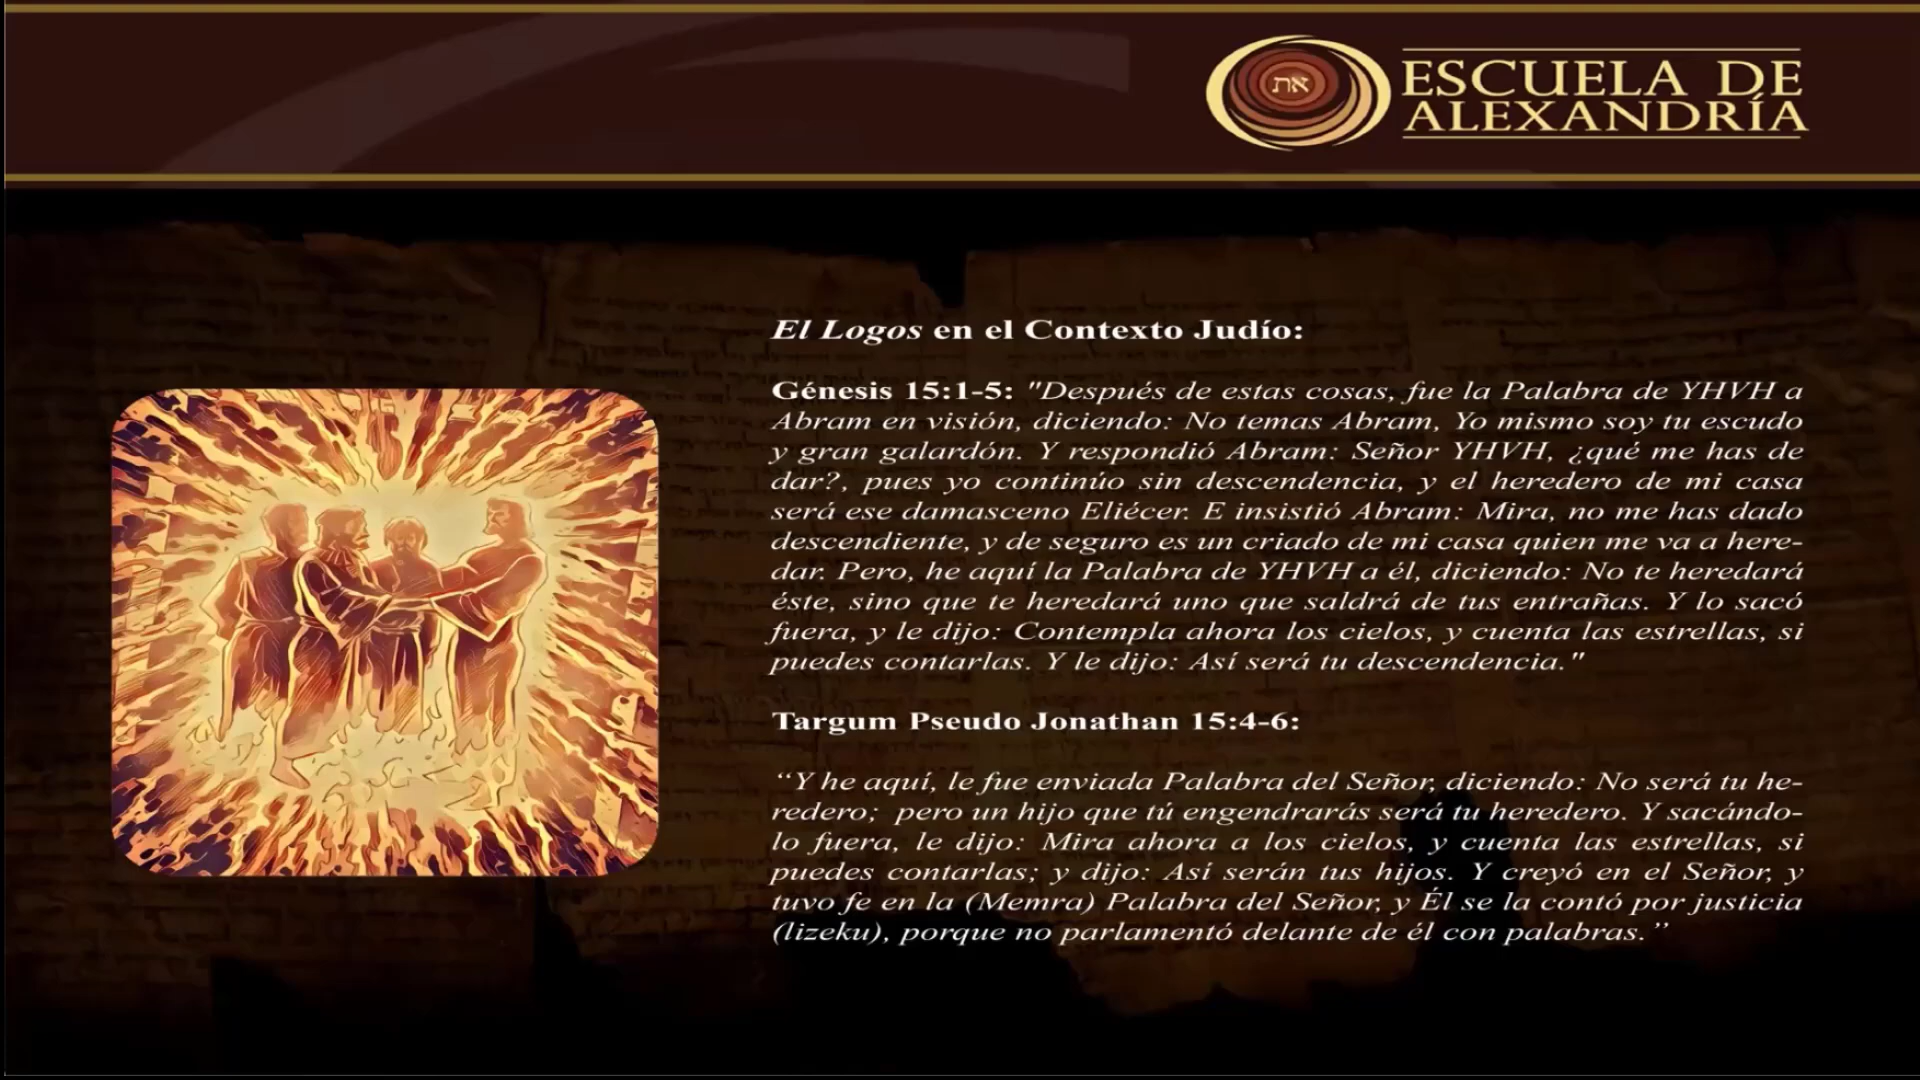 את
ESCUELA DE
ALEXANDRÍA
El Logos en el Contexto Judío:
Génesis 15:1-5: "Después de estas cosas, fue la Palabra de YHVH a
Abram en visión, diciendo: No temas Abram, Yo mismo soy tu escudo
y gran galardón. Y respondió Abram: Señor YHVH, ¿qué me has de
dar?, pues yo continúo sin descendencia, y el heredero de mi casa
será ese damasceno Eliécer. E insistió Abram: Mira, no me has dado
descendiente, y de seguro es un criado de mi casa quien me va a here-
dar. Pero, he aquí la Palabra de YHVH a él, diciendo: No te heredará
éste, sino que te heredará uno que saldrá de tus entrañas. Y lo sacó
fuera, y le dijo: Contempla ahora los cielos, y cuenta las estrellas, si
puedes contarlas. Y le dijo: Así será tu descendencia."
Targum Pseudo Jonathan 15:4-6:
“Y he aquí, le fue enviada Palabra del Señor, diciendo: No será tu he-
redero; pero un hijo que tú engendrarás será tu heredero. Y sacándo-
lo fuera, le dijo: Mira ahora a los cielos, y cuenta las estrellas, si
puedes contarlas; y dijo: Así serán tus hijos. Y creyó en el Señor, y
tuvo fe en la (Memra) Palabra del Señor, y Él se la contó por justicia
(lizeku), porque no parlamentó delante de él con palabras.”